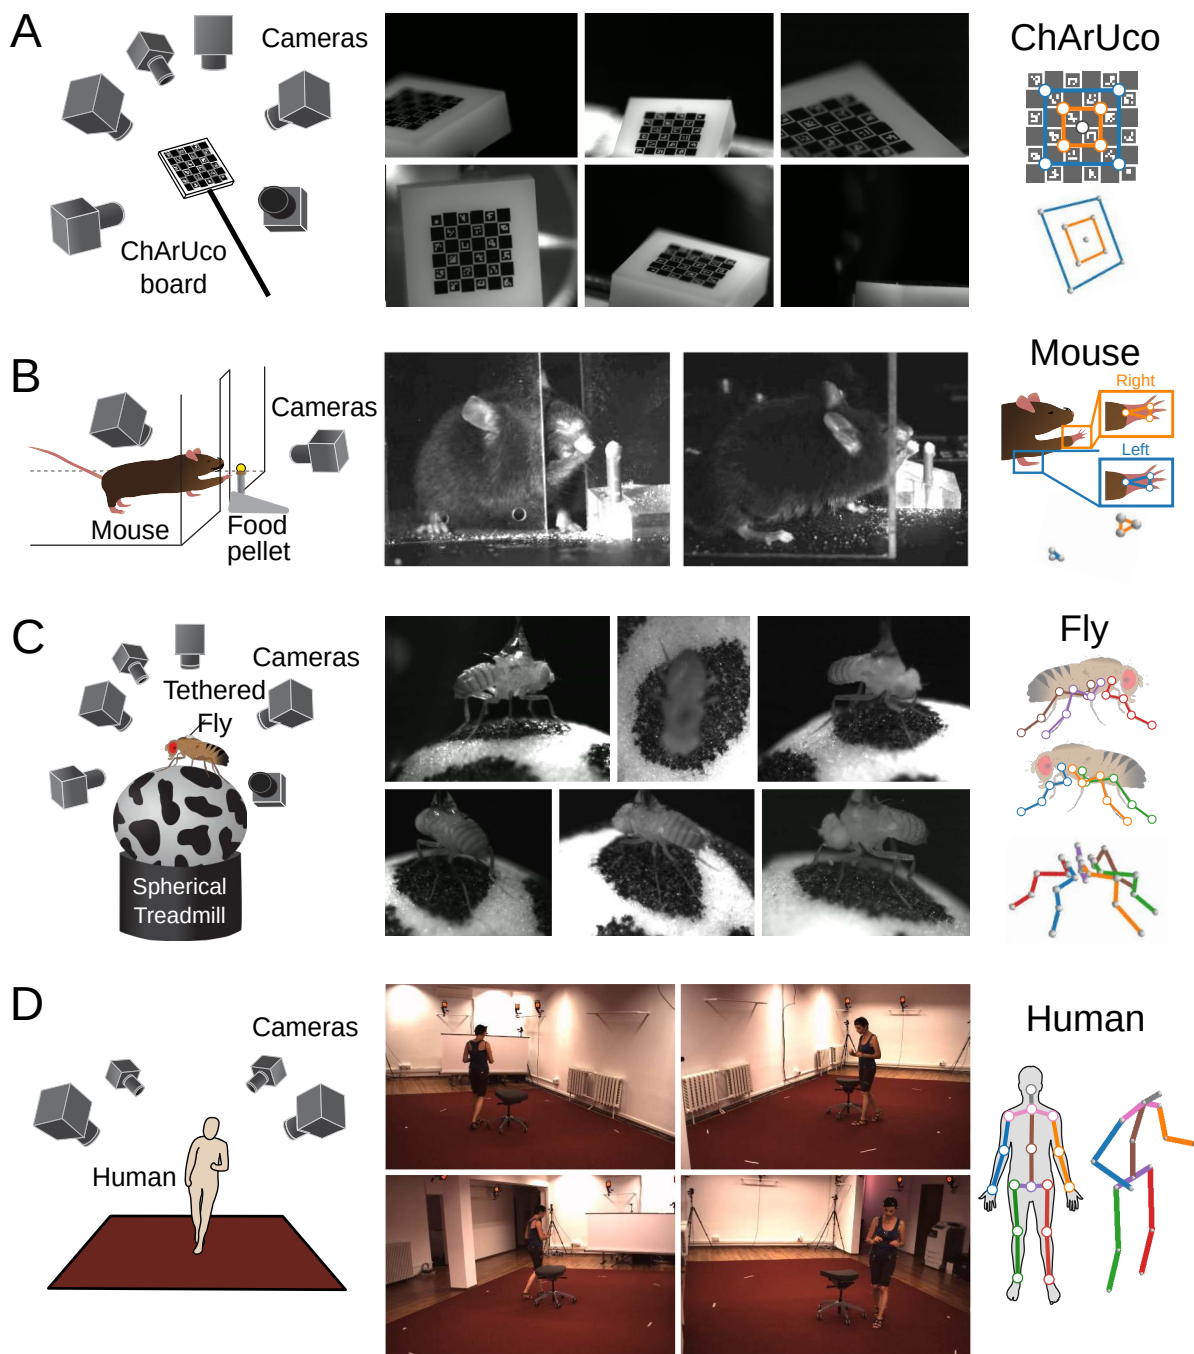 A
Cameras
ChArUco
board
ChArUco
B
Cameras
Mouse
Food
pellet
Mouse
Right
Left
C
Cameras
Tethered
Fly
Spherical
Treadmill
Fly
D
Cameras
Human
Human